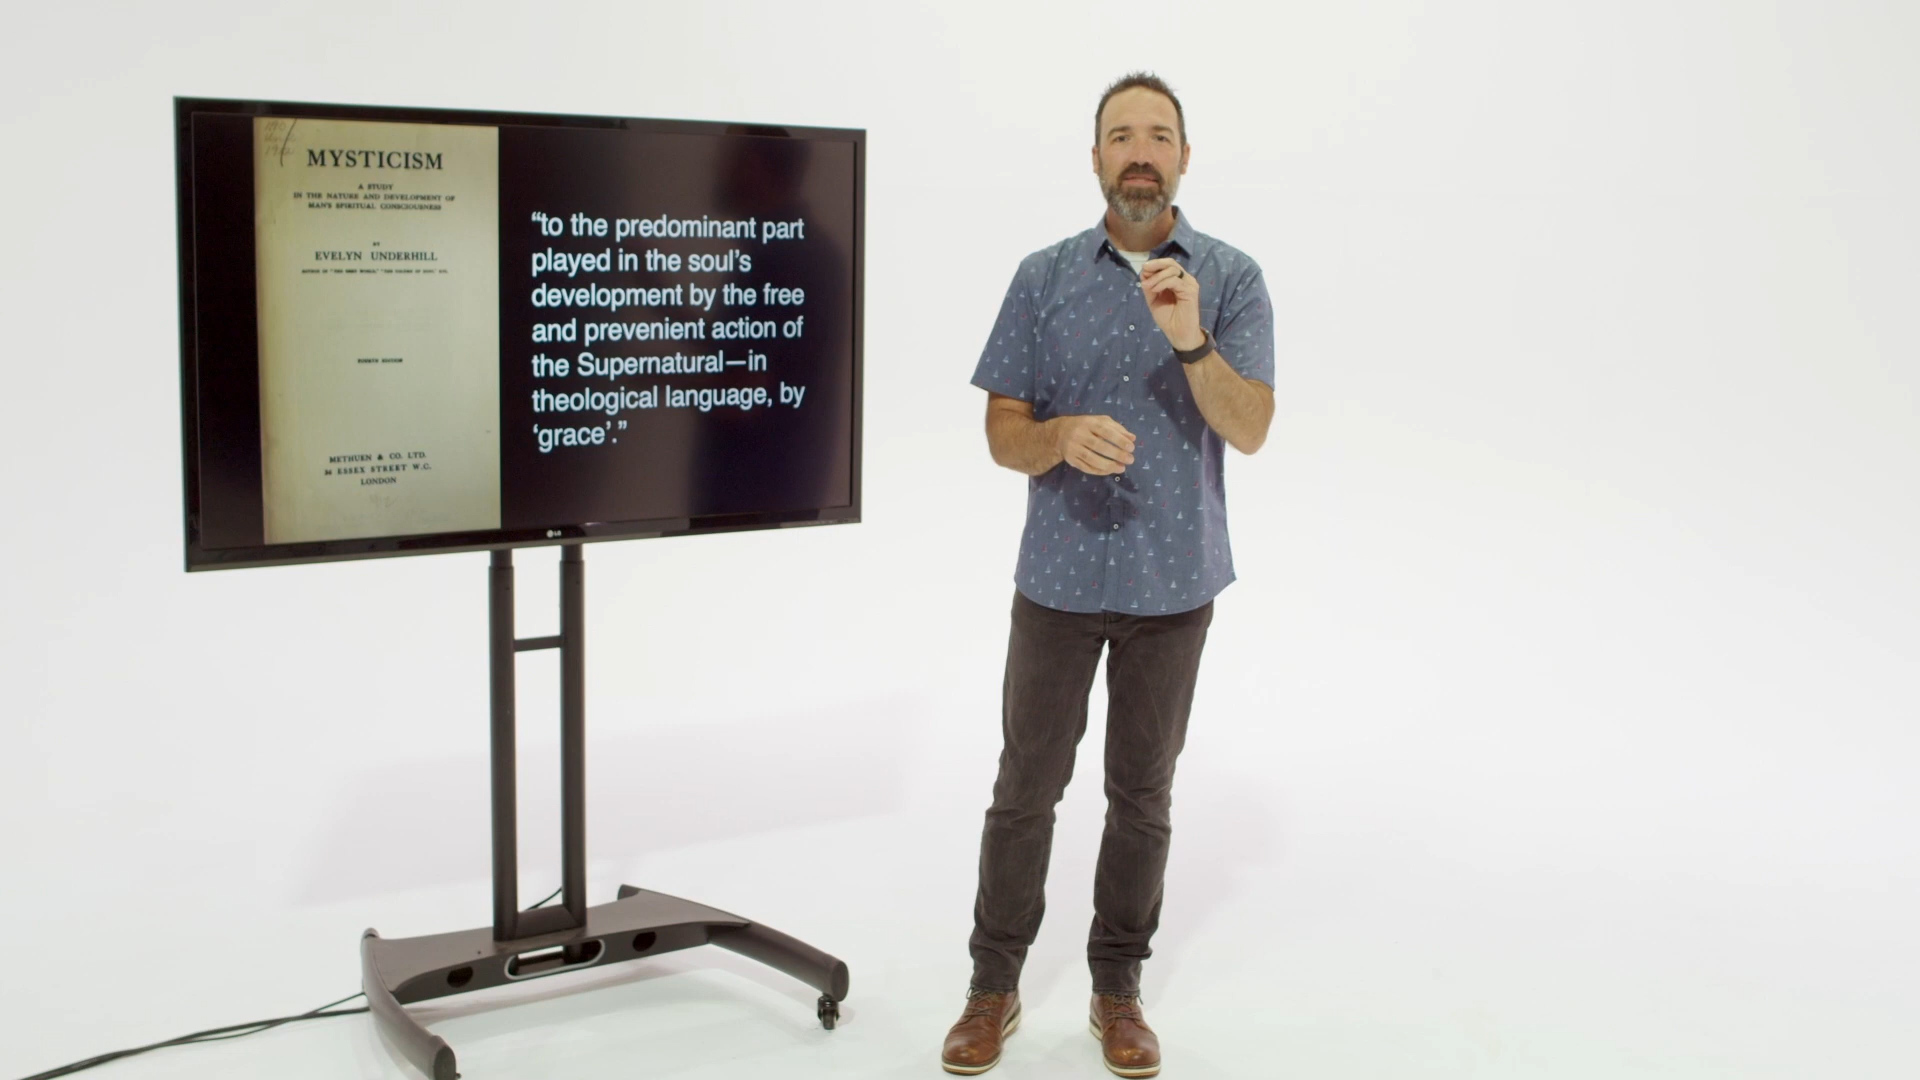 MYSTICISM
A STUDY
IN THE NATURE AND DEVELOPMENT OF
MAN'S SPIRITUAL CONSCIOUSNESS
BY
EVELYN UNDERHILL
METHUEN & CO. LTD.
36 ESSEX STREET W.C.
LONDON
“to the predominant part
played in the soul’s
development by the free
and prevenient action of
the Supernatural—in
theological language, by
‘grace’.”
LG